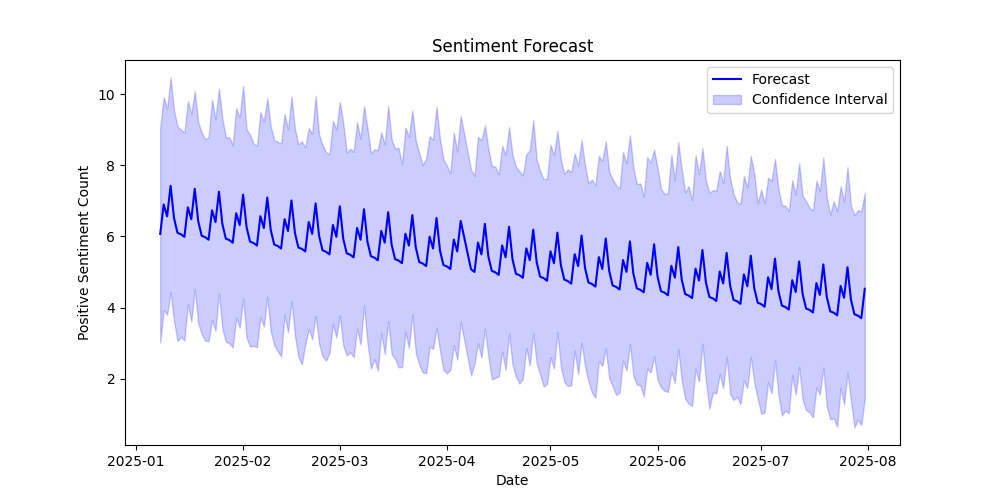 Sentiment Forecast
Forecast
Confidence Interval
Positive Sentiment Count
10
8
6
4
2
2025-01
2025-02
2025-03
2025-04
2025-05
2025-06
2025-07
2025-08
Date